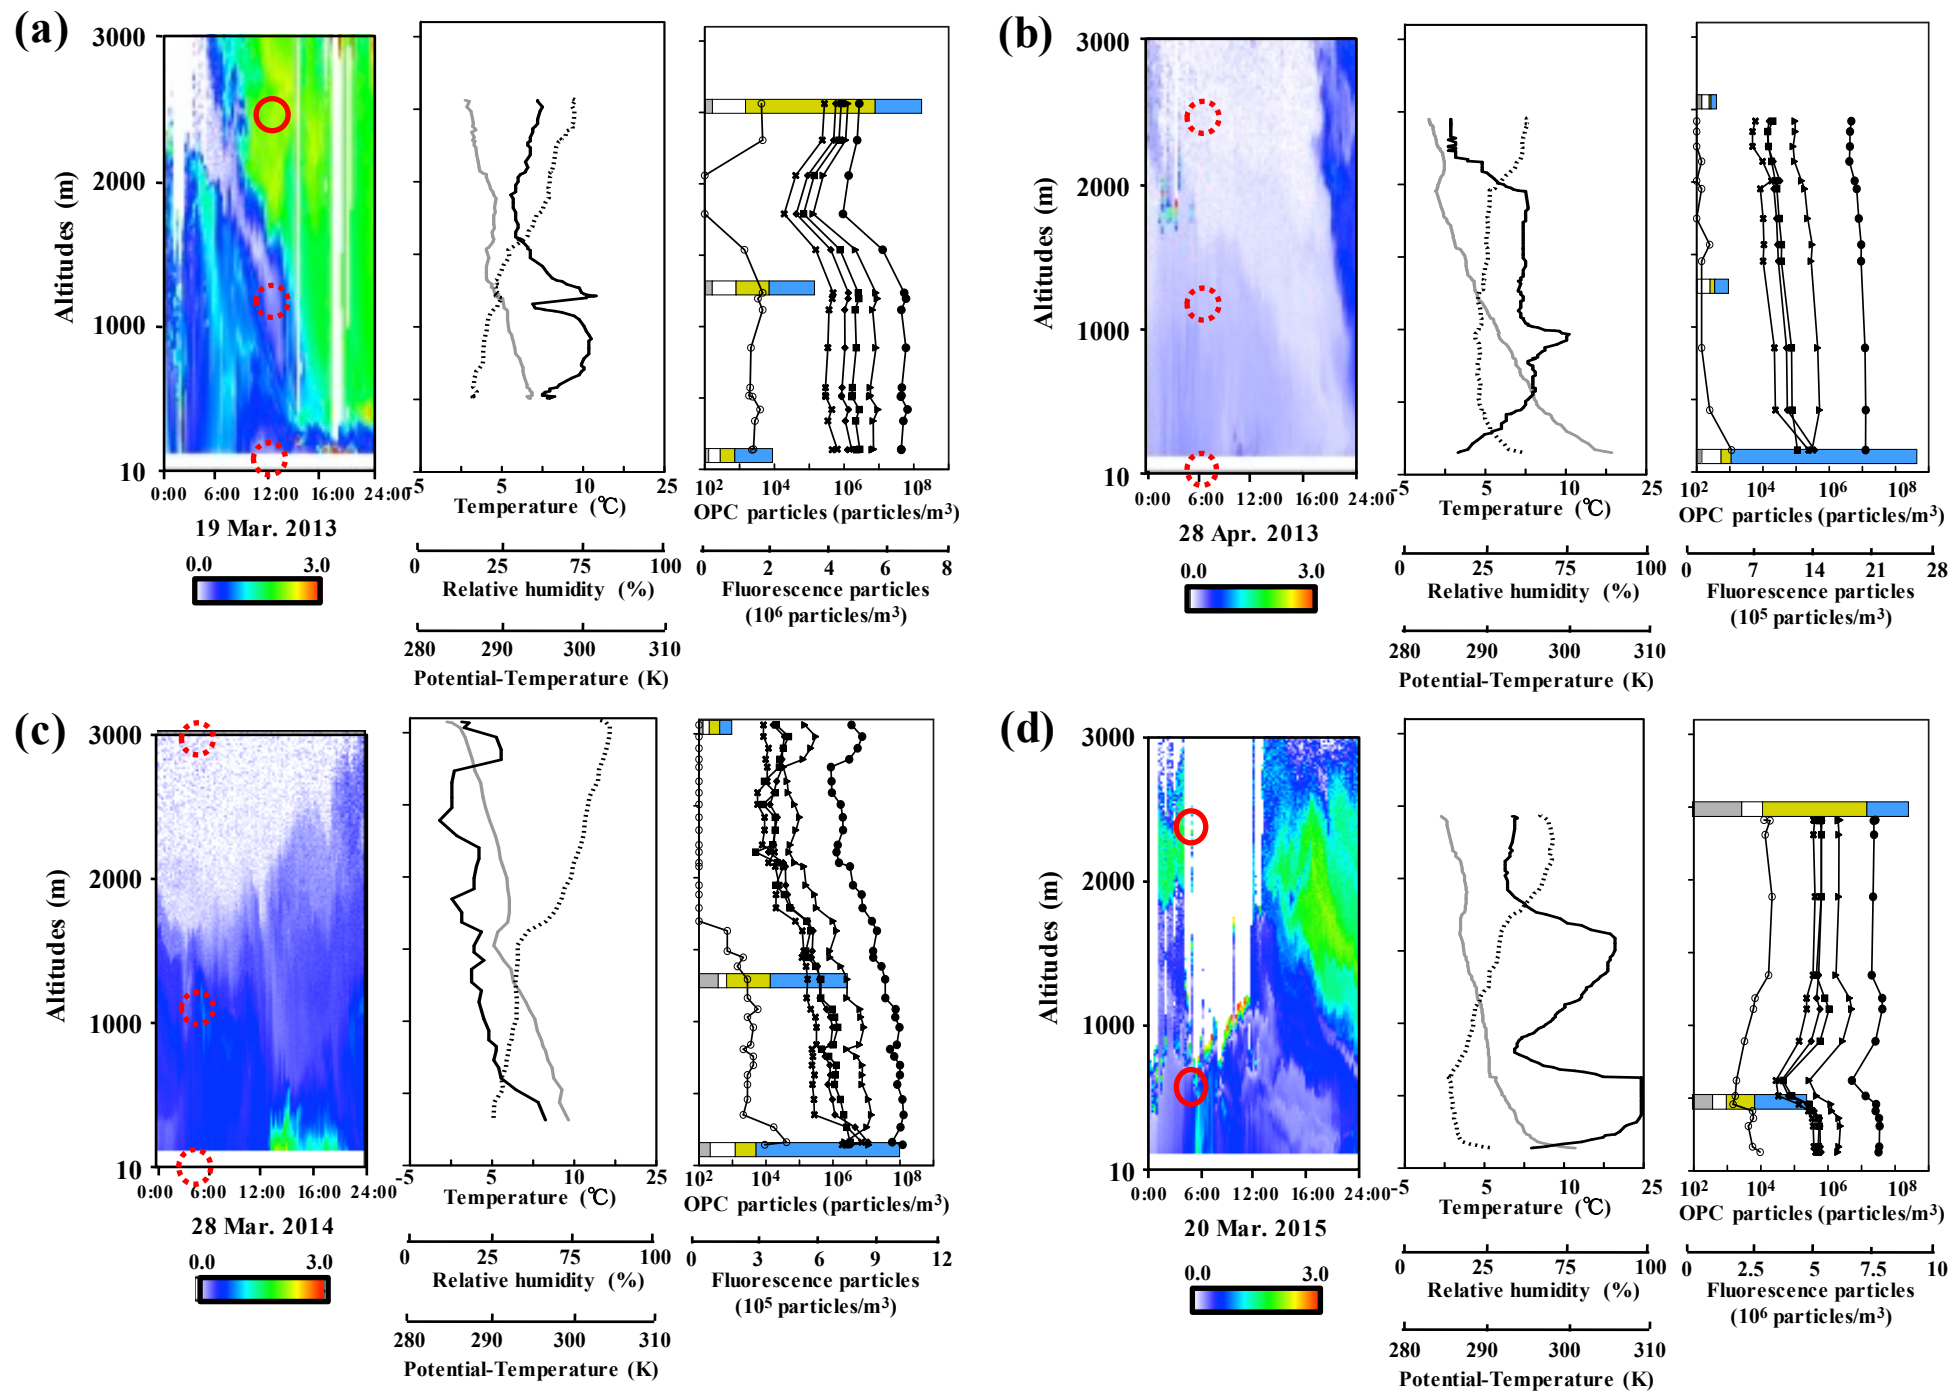 (a)
3000
2000
1000
10
Altitudes (m)
0:00 6:00 12:00 18:00 24:00
19 Mar. 2013
0.0 3.0
-5 5 15 25
Temperature (℃)
0 25 75 100
Relative humidity (%)
280 290 300 310
Potential-Temperature (K)
10² 10⁴ 10⁶ 10⁸
OPC particles (particles/m³)
0 2 4 6 8
Fluorescence particles
(10⁶ particles/m³)
(b)
3000
2000
1000
10
Altitudes (m)
0:00 6:00 12:00 18:00 24:00
28 Apr. 2013
0.0 3.0
-5 5 10 25
Temperature (℃)
0 25 75 100
Relative humidity (%)
280 290 300 310
Potential-Temperature (K)
10² 10⁴ 10⁶ 10⁸
OPC particles (particles/m³)
0 7 14 21 28
Fluorescence particles
(10⁵ particles/m³)
(c)
3000
2000
1000
10
Altitudes (m)
0:00 6:00 12:00 18:00 24:00
28 Mar. 2014
0.0 3.0
-5 5 10 25
Temperature (℃)
0 25 75 100
Relative humidity (%)
280 290 300 310
Potential-Temperature (K)
10² 10⁴ 10⁶ 10⁸
OPC particles (particles/m³)
0 3 6 9 12
Fluorescence particles
(10⁵ particles/m³)
(d)
3000
2000
1000
10
Altitudes (m)
0:00 6:00 12:00 18:00 24:00
20 Mar. 2015
0.0 3.0
-5 5 10 25
Temperature (℃)
0 25 75 100
Relative humidity (%)
280 290 300 310
Potential-Temperature (K)
10² 10⁴ 10⁶ 10⁸
OPC particles (particles/m³)
0 2.5 5 7.5 10
Fluorescence particles
(10⁶ particles/m³)